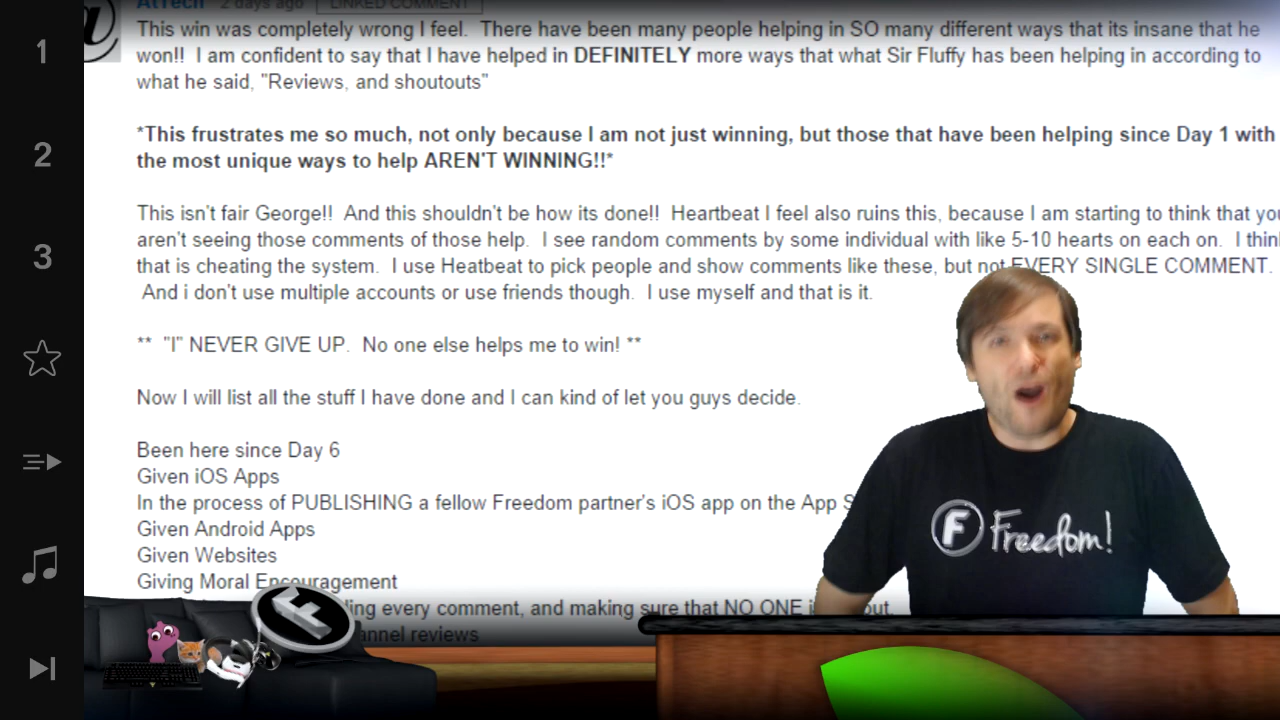 AtTech 2 days ago LINKED COMMENT
This win was completely wrong I feel. There have been many people helping in SO many different ways that its insane that he
won!! I am confident to say that I have helped in DEFINITELY more ways that what Sir Fluffy has been helping in according to
what he said, "Reviews, and shoutouts"
*This frustrates me so much, not only because I am not just winning, but those that have been helping since Day 1 with
the most unique ways to help AREN'T WINNING!!*
This isn't fair George!! And this shouldn't be how its done!! Heartbeat I feel also ruins this, because I am starting to think that you
aren't seeing those comments of those help. I see random comments by some individual with like 5-10 hearts on each on. I think
that is cheating the system. I use Heatbeat to pick people and show comments like these, but not EVERY SINGLE COMMENT.
And i don't use multiple accounts or use friends though. I use myself and that is it.
** "I" NEVER GIVE UP. No one else helps me to win! **
Now I will list all the stuff I have done and I can kind of let you guys decide.
Been here since Day 6
Given iOS Apps
In the process of PUBLISHING a fellow Freedom partner's iOS app on the App S
Given Android Apps
Given Websites
Giving Moral Encouragement
ding every comment, and making sure that NO ONE i out.
annel reviews
1
2
3
F Freedom!
F